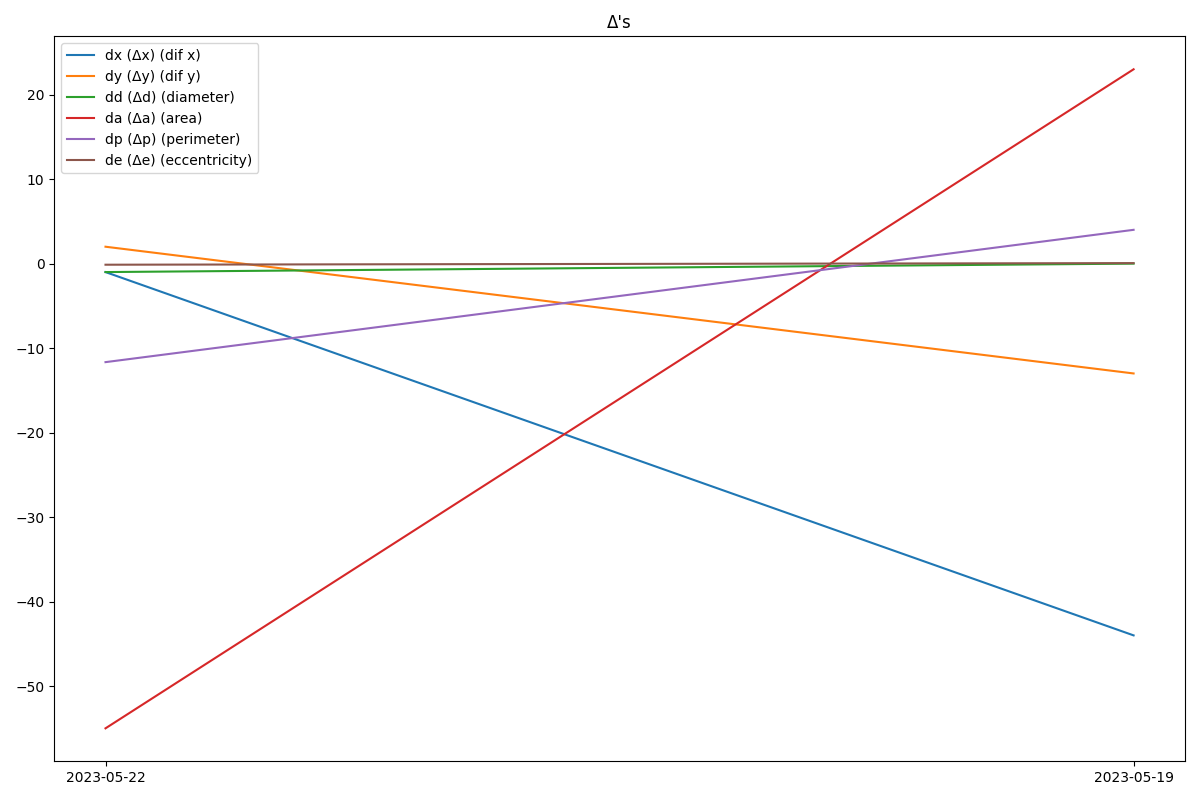 Δ's
dx (Δx) (dif x)
dy (Δy) (dif y)
dd (Δd) (diameter)
da (Δa) (area)
dp (Δp) (perimeter)
de (Δe) (eccentricity)
20
10
0
−10
−20
−30
−40
−50
2023-05-22
2023-05-19